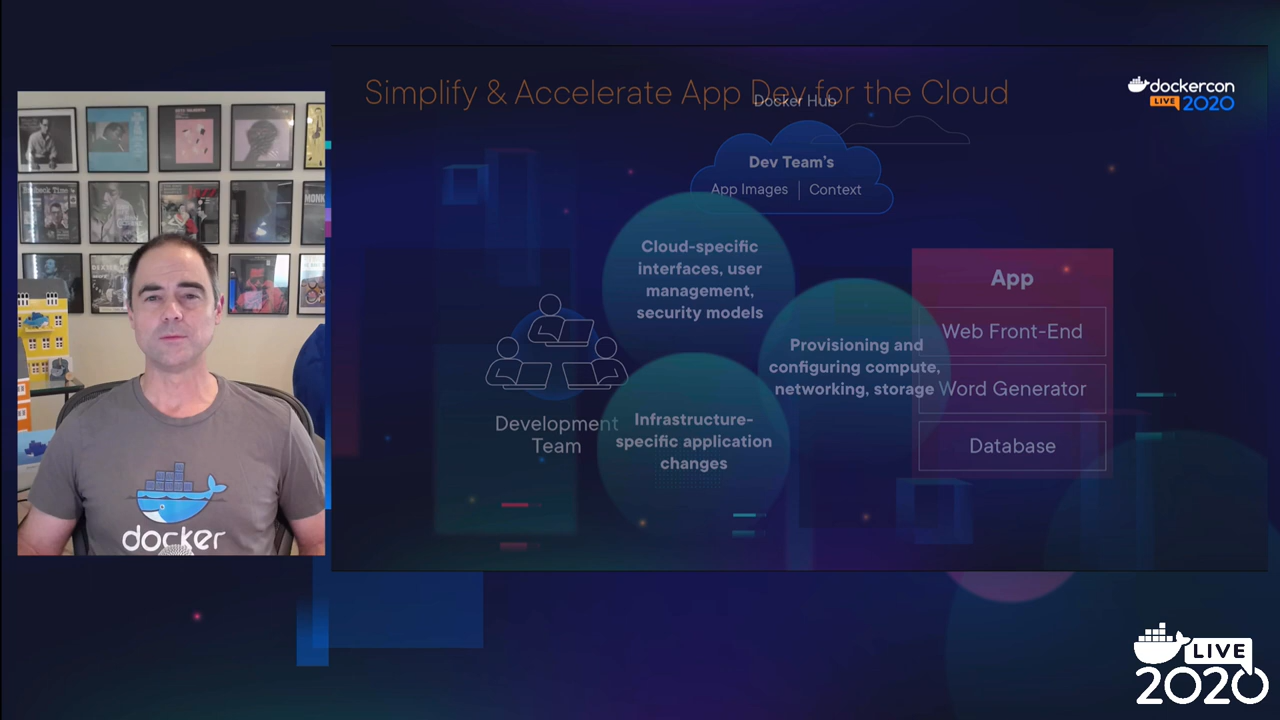 Simplify & Accelerate App Dev for the Cloud
Docker Hub
dockercon
LIVE 2020
Dev Team's
App Images | Context
Cloud-specific
interfaces, user
management,
security models
Provisioning and
configuring compute,
networking, storage
Infrastructure-
specific application
changes
Development
Team
App
Web Front-End
Word Generator
Database
docker
LIVE
2020